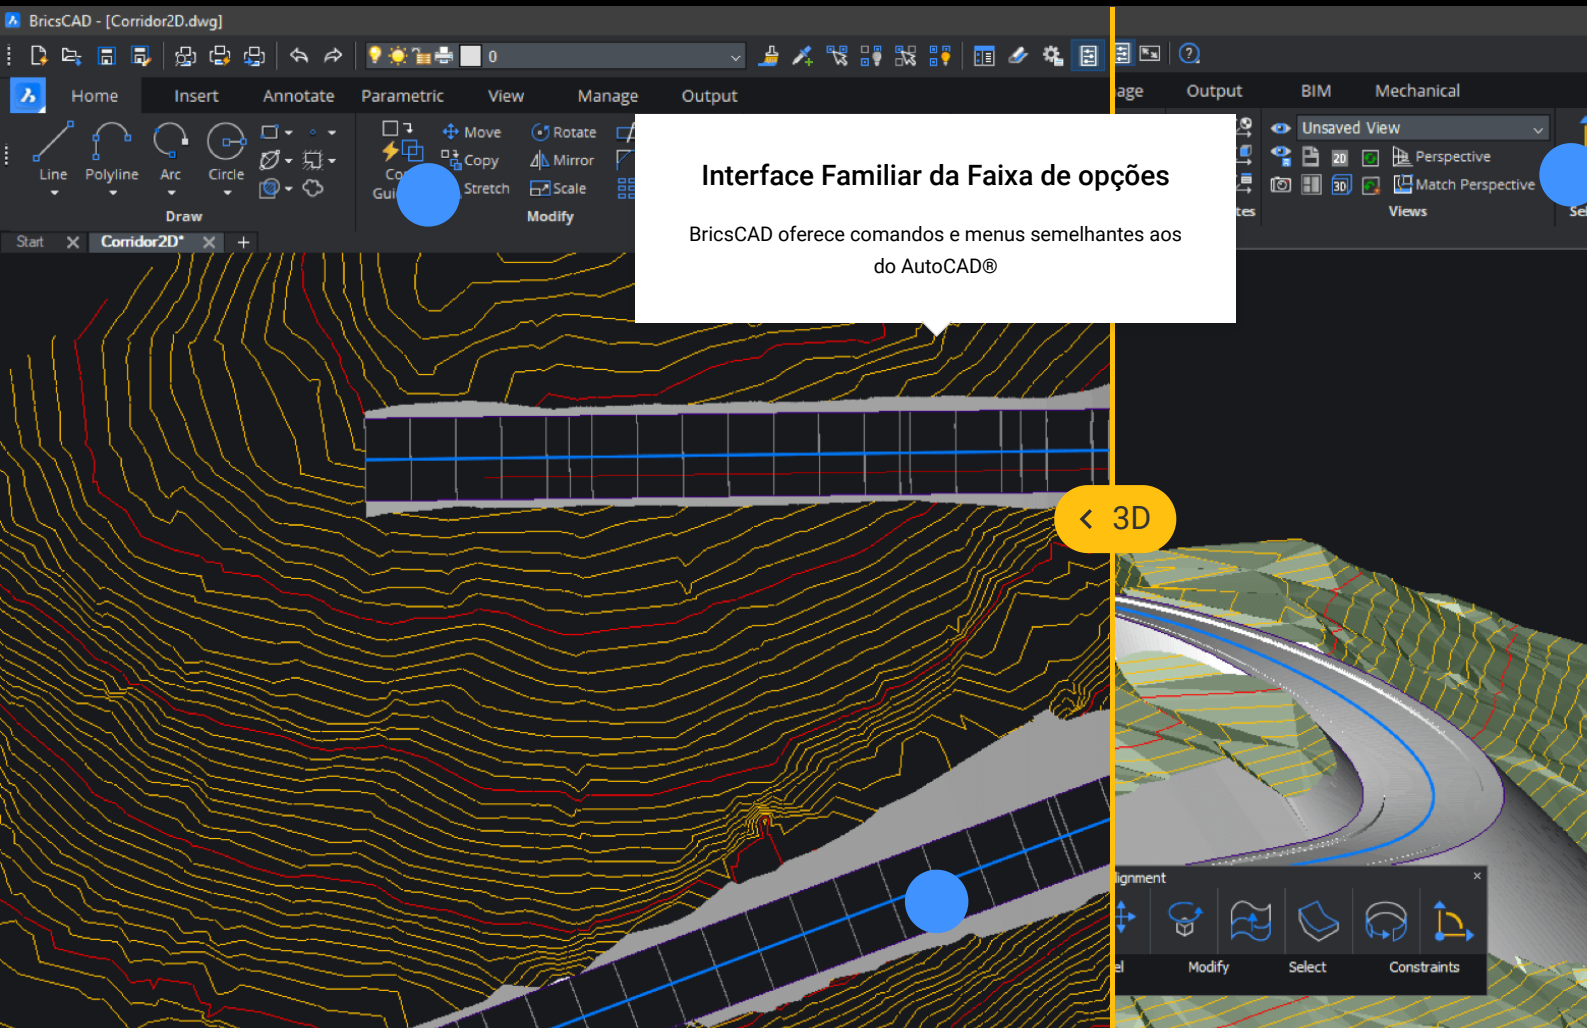 BricsCAD - [Corridor2D.dwg]
0
Home Insert Annotate Parametric View Manage Output
Output BIM Mechanical
Move Rotate
Copy Mirror
Stretch Scale
Line Polyline Arc Circle
Draw Modify
Interface Familiar da Faixa de opções
BricsCAD oferece comandos e menus semelhantes aos
do AutoCAD®
Unsaved View
2D Perspective
3D Match Perspective
Views
Start Corridor2D* +
3D
Modify Select Constraints